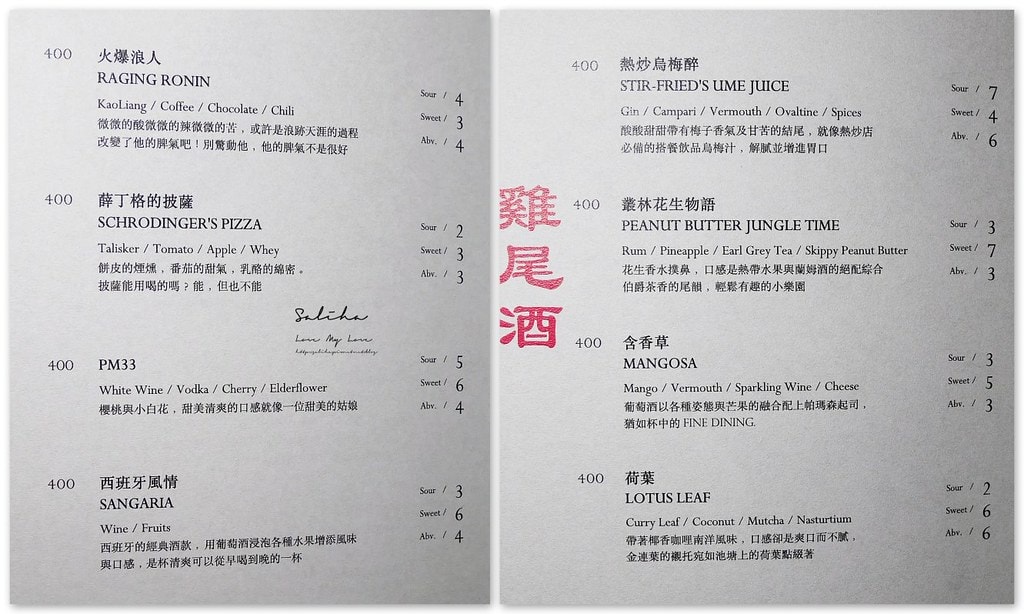 400
火爆浪人
RAGING RONIN
KaoLiang / Coffee / Chocolate / Chili
微微的酸微微的辣微微的苦，或許是浪跡天涯的過程
改變了他的脾氣吧！別驚動他，他的脾氣不是很好
Sour / 4
Sweet / 3
Abv. / 4
400
薛丁格的披薩
SCHRODINGER'S PIZZA
Talisker / Tomato / Apple / Whey
餅皮的煙燻，番茄的甜氣，乳酪的綿密。
披薩能用喝的嗎？能，但也不能
Sour / 2
Sweet / 3
Abv. / 3
Saliha
Love My Love
400
PM33
White Wine / Vodka / Cherry / Elderflower
櫻桃與小白花，甜美清爽的口感就像一位甜美的姑娘
Sour / 5
Sweet / 6
Abv. / 4
400
西班牙風情
SANGARIA
Wine / Fruits
西班牙的經典酒款，用葡萄酒浸泡各種水果增添風味
與口感，是杯清爽可以從早喝到晚的一杯
Sour / 3
Sweet / 6
Abv. / 4
雞尾酒
400
熱炒烏梅醉
STIR-FRIED'S UME JUICE
Gin / Campari / Vermouth / Ovaltine / Spices
酸酸甜甜帶有梅子香氣及甘苦的結尾，就像熱炒店
必備的搭餐飲品烏梅汁，解膩並增進胃口
Sour / 7
Sweet / 4
Abv. / 6
400
叢林花生物語
PEANUT BUTTER JUNGLE TIME
Rum / Pineapple / Earl Grey Tea / Skippy Peanut Butter
花生香水撲鼻，口感是熱帶水果與蘭姆酒的絕配綜合
伯爵茶香的尾韻，輕鬆有趣的小樂園
Sour / 3
Sweet / 7
Abv. / 3
400
含香草
MANGOSA
Mango / Vermouth / Sparkling Wine / Cheese
葡萄酒以各種姿態與芒果的融合配上帕瑪森起司，
猶如杯中的 FINE DINING.
Sour / 3
Sweet / 5
Abv. / 3
400
荷葉
LOTUS LEAF
Curry Leaf / Coconut / Mutcha / Nasturtium
帶著椰香咖哩南洋風味，口感卻是爽口而不膩，
金連葉的襯托宛如池塘上的荷葉點綴著
Sour / 2
Sweet / 6
Abv. / 6